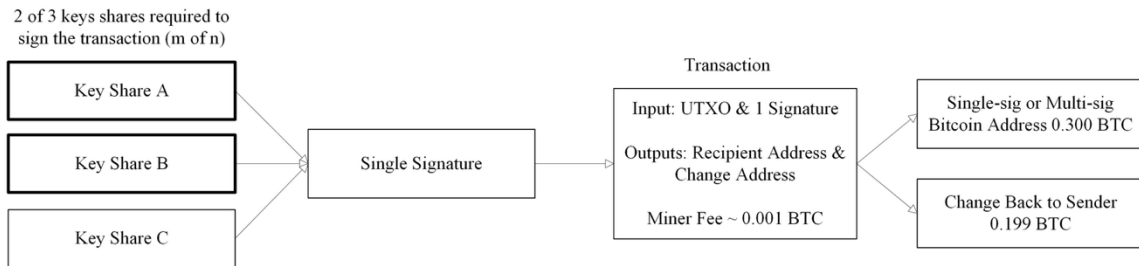 2 of 3 keys shares required to
sign the transaction (m of n)
Key Share A
Key Share B
Key Share C
Single Signature
Transaction
Input: UTXO & 1 Signature
Outputs: Recipient Address &
Change Address
Miner Fee ~ 0.001 BTC
Single-sig or Multi-sig
Bitcoin Address 0.300 BTC
Change Back to Sender
0.199 BTC